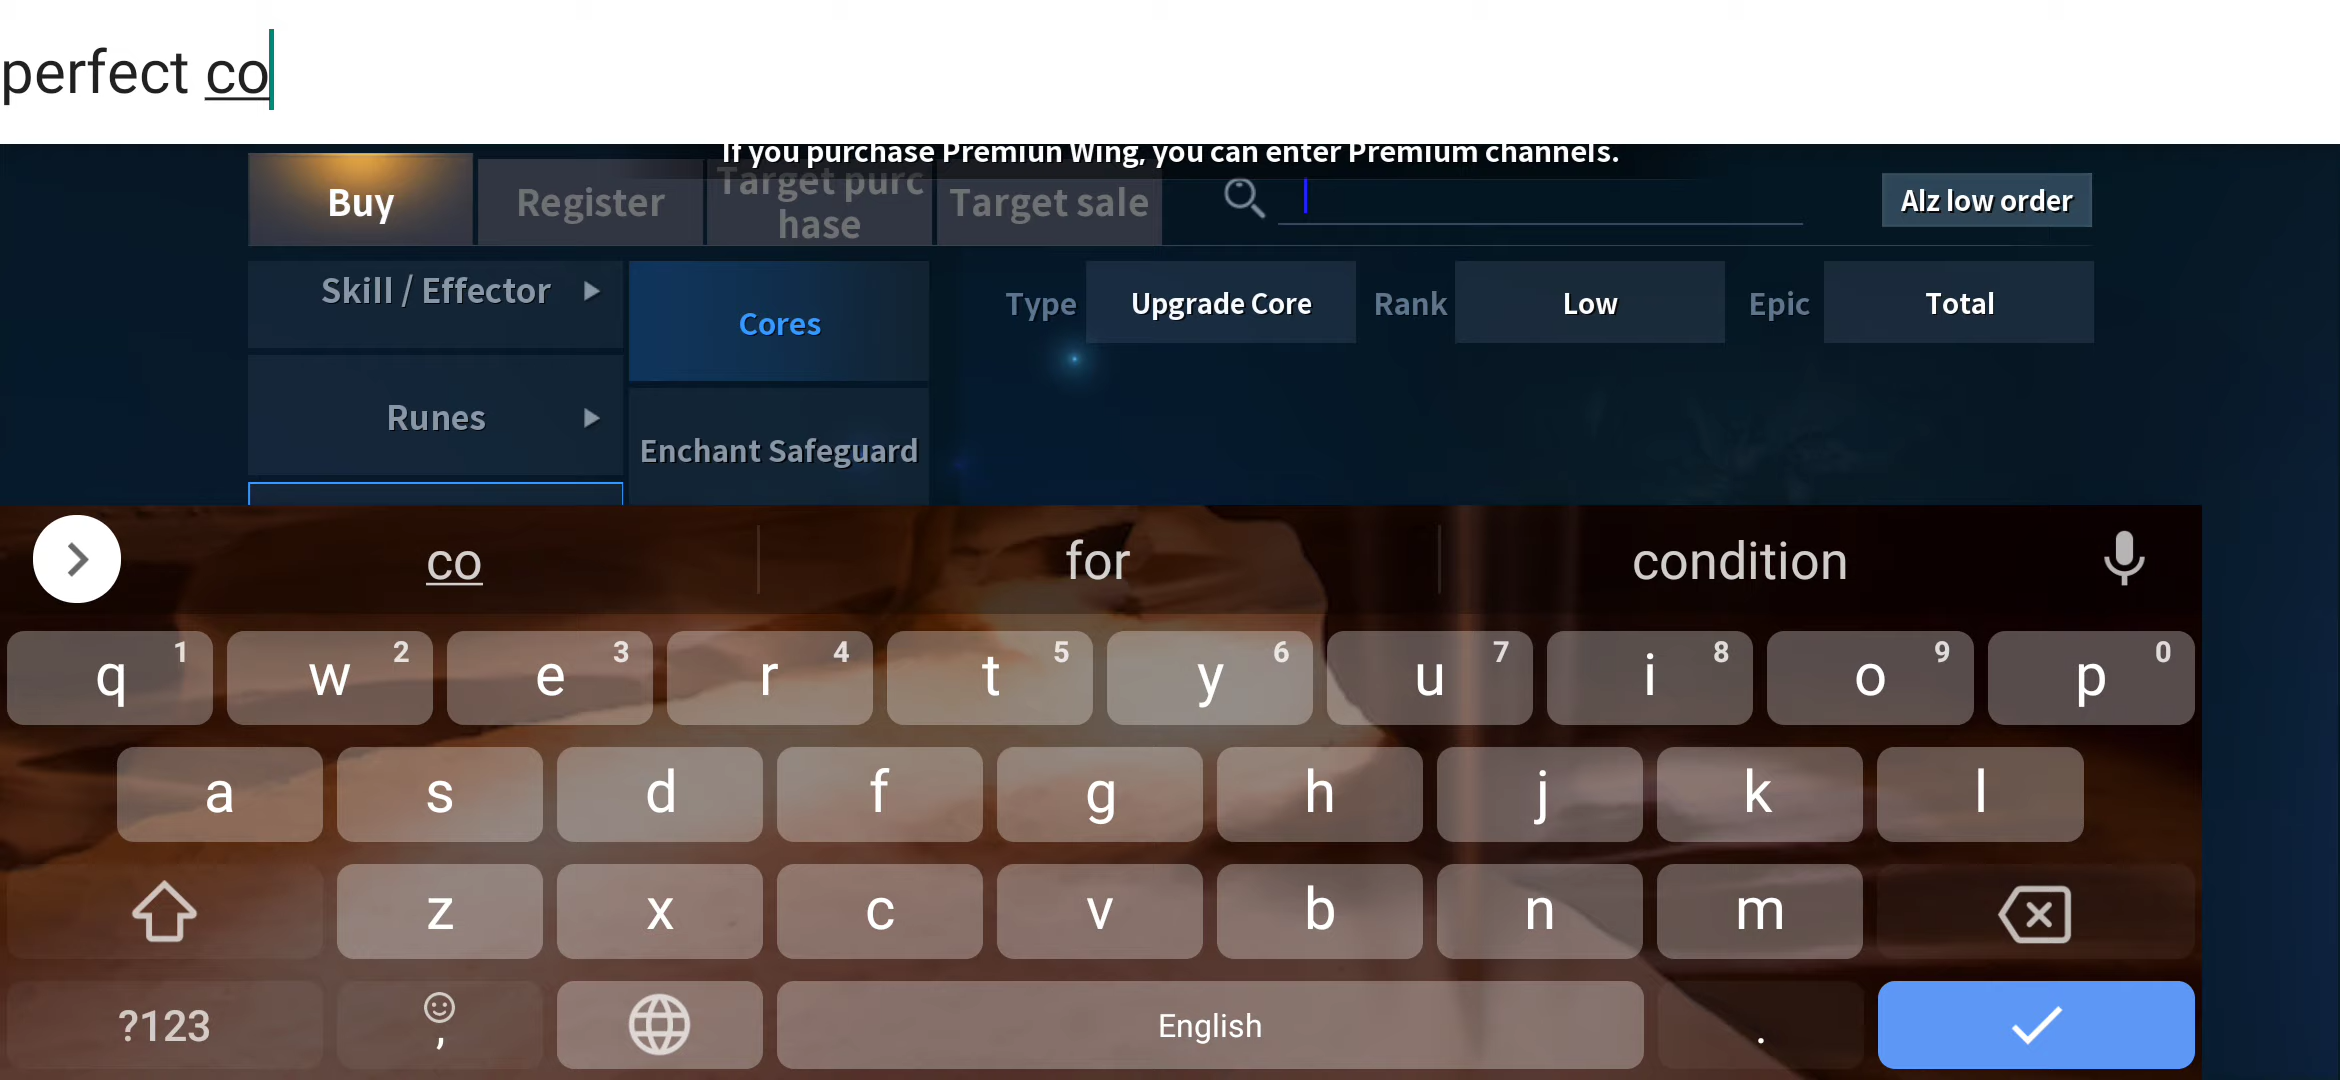 perfect co
If you purchase Premiun Wing, you can enter Premium channels.
Buy
Register
Target purc
hase
Target sale
Alz low order
Skill / Effector
Cores
Type
Upgrade Core
Rank
Low
Epic
Total
Runes
Enchant Safeguard
co
for
condition
q 1 w 2 e 3 r 4 t 5 y 6 u 7 i 8 o 9 p 0
a s d f g h j k l
z x c v b n m
?123 , English .